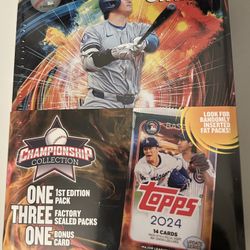 LOOK FOR
RANDOMLY
INSERTED
FAT PACKS!
CHAMPIONSHIP
COLLECTION
ONE 1ST EDITION PACK
THREE FACTORY SEALED PACKS
ONE BONUS CARD
TOPPS
2024
14 CARDS